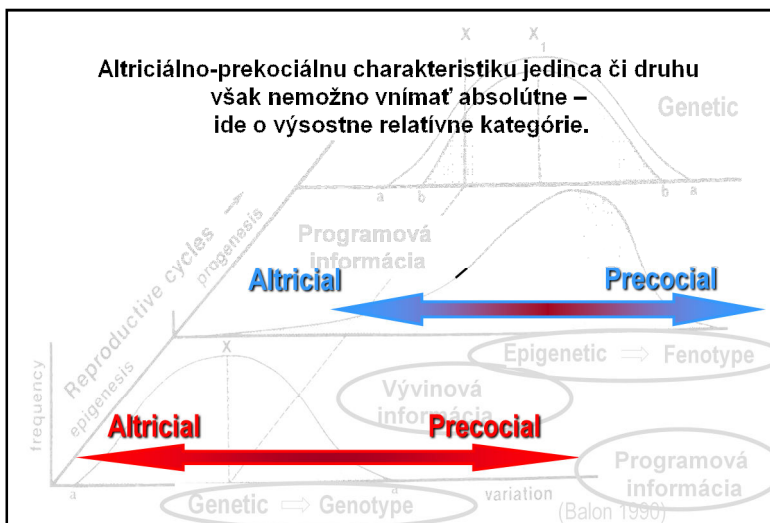 X X1
Altriciálno-prekociálnu charakteristiku jedinca či druhu
však nemožno vnímať absolútne –
ide o výsostne relatívne kategórie.
Genetic
a b b a
Reproductive cycles
progenesis
epigenesis
Programová
informácia
Altricial Precocial
Epigenetic ⇒ Fenotype
X
Vývinová
informácia
frequency
Altricial Precocial
Programová
informácia
a a
variation
Genetic ⇒ Genotype
(Balon 1990)